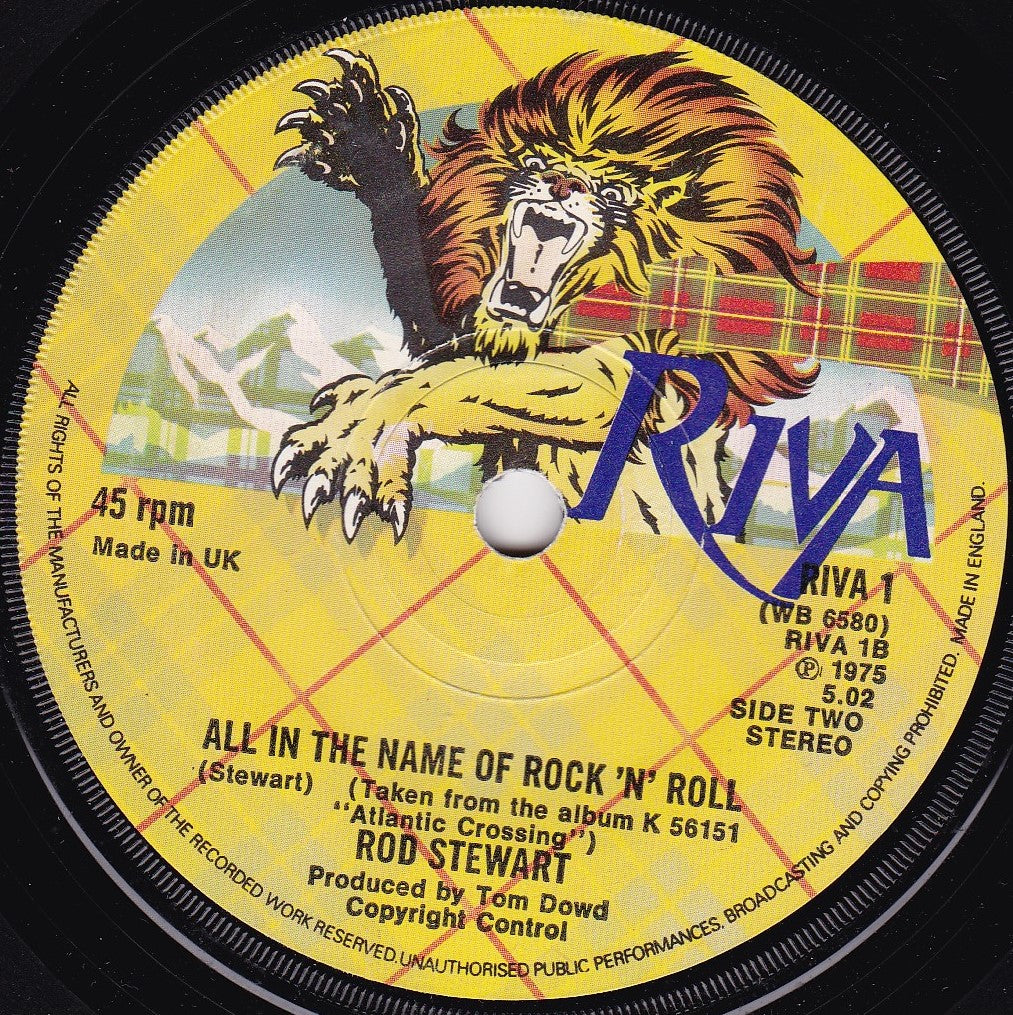 RIVA
45 rpm
Made in UK
RIVA 1
(WB 6580)
RIVA 1B
Ⓟ 1975
5.02
SIDE TWO
STEREO
ALL IN THE NAME OF ROCK 'N' ROLL
(Stewart) (Taken from the album K 56151
"Atlantic Crossing")
ROD STEWART
Produced by Tom Dowd
Copyright Control
ALL RIGHTS OF THE MANUFACTURERS AND OWNER OF THE RECORDED WORK RESERVED. UNAUTHORISED PUBLIC PERFORMANCES, BROADCASTING AND COPYING PROHIBITED. MADE IN ENGLAND.